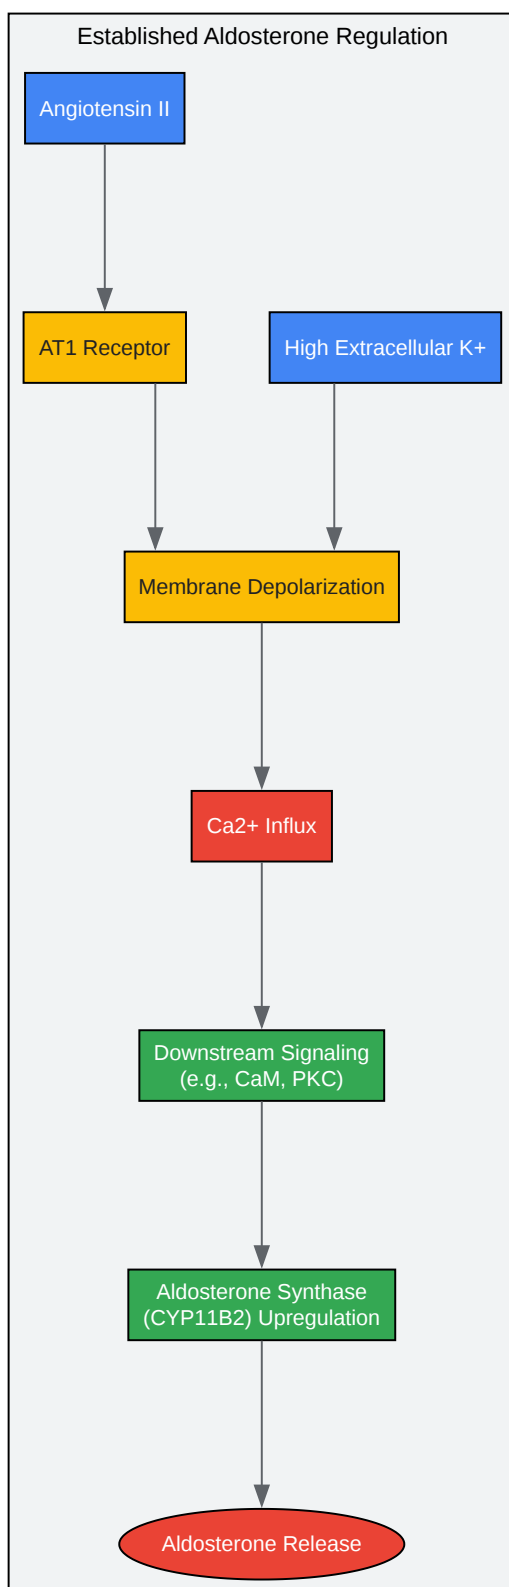 Established Aldosterone Regulation
Angiotensin II
AT1 Receptor
High Extracellular K+
Membrane Depolarization
Ca2+ Influx
Downstream Signaling
(e.g., CaM, PKC)
Aldosterone Synthase
(CYP11B2) Upregulation
Aldosterone Release